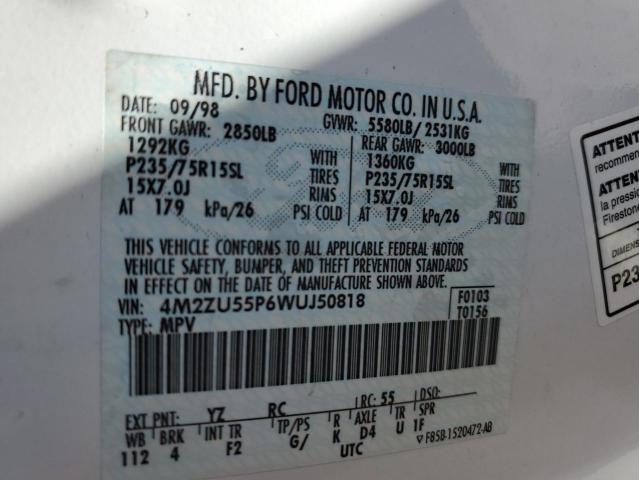 MFD. BY FORD MOTOR CO. IN U.S.A.
DATE: 09/98 GVWR: 5580LB/ 2531KG
FRONT GAWR: 2850LB REAR GAWR: 3000LB
1292KG WITH 1360KG WITH
P235/75R15SL TIRES P235/75R15SL TIRES
15X7.0J RIMS 15X7.0J RIMS
AT 179 kPa/26 PSI COLD AT 179 kPa/26 PSI COLD
THIS VEHICLE CONFORMS TO ALL APPLICABLE FEDERAL MOTOR
VEHICLE SAFETY, BUMPER, AND THEFT PREVENTION STANDARDS
IN EFFECT ON THE DATE OF MANUFACTURE SHOWN ABOVE.
VIN: 4M2ZU55P6WUJ50818 F0103
TYPE: MPV T0156
EXT PNT: YZ RC RC: 55 DSO:
WB BRK INT TR TP/PS R AXLE TR SPR
112 4 F2 G/ K D4 U 1F
UTC ▽ F85B-1520472-AB
ATTENT
recommen
ATTEN
la pressio
Firestone
DIMENS
P23